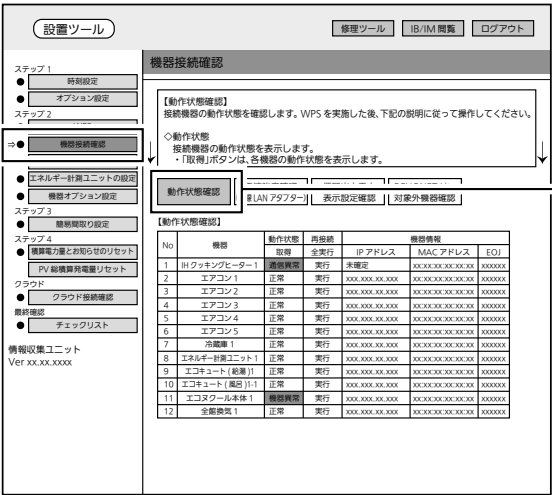 設置ツール
修理ツール
IB/IM 閲覧
ログアウト
機器接続確認
ステップ 1
● 時刻設定
● オプション設定
ステップ 2
⇒● 機器接続確認
● エネルギー計測ユニットの設定
● 機器オプション設定
ステップ 3
● 簡易間取り設定
ステップ 4
● 積算電力量とお知らせのリセット
PV 総積算発電量リセット
クラウド
● クラウド接続確認
最終確認
● チェックリスト
情報収集ユニット
Ver xx.xx.xxxx
【動作状態確認】
接続機器の動作状態を確認します。WPS を実施した後、下記の説明に従って操作してください。
◇動作状態
接続機器の動作状態を表示します。
・「取得」ボタンは、各機器の動作状態を表示します。
動作状態確認
LAN アダプター)
表示設定確認
対象外機器確認
【動作状態確認】
No 機器 動作状態 再接続 機器情報
取得 全実行 IP アドレス MAC アドレス EOJ
1 IH クッキングヒーター 1 通信異常 実行 未確定 xx:xx:xx:xx:xx:xx xxxxxx
2 エアコン 1 正常 実行 xxx.xxx.xx.xxx xx:xx:xx:xx:xx:xx xxxxxx
3 エアコン 2 正常 実行 xxx.xxx.xx.xxx xx:xx:xx:xx:xx:xx xxxxxx
4 エアコン 3 正常 実行 xxx.xxx.xx.xxx xx:xx:xx:xx:xx:xx xxxxxx
5 エアコン 4 正常 実行 xxx.xxx.xx.xxx xx:xx:xx:xx:xx:xx xxxxxx
6 エアコン 5 正常 実行 xxx.xxx.xx.xxx xx:xx:xx:xx:xx:xx xxxxxx
7 冷蔵庫 1 正常 実行 xxx.xxx.xx.xxx xx:xx:xx:xx:xx:xx xxxxxx
8 エネルギー計測ユニット 1 正常 実行 xxx.xxx.xx.xxx xx:xx:xx:xx:xx:xx xxxxxx
9 エコキュート ( 給湯 )1 正常 実行 xxx.xxx.xx.xxx xx:xx:xx:xx:xx:xx xxxxxx
10 エコキュート ( 風呂 )1-1 正常 実行 xxx.xxx.xx.xxx xx:xx:xx:xx:xx:xx xxxxxx
11 エコヌクール本体 1 機器異常 実行 xxx.xxx.xx.xxx xx:xx:xx:xx:xx:xx xxxxxx
12 全館換気 1 正常 実行 xxx.xxx.xx.xxx xx:xx:xx:xx:xx:xx xxxxxx